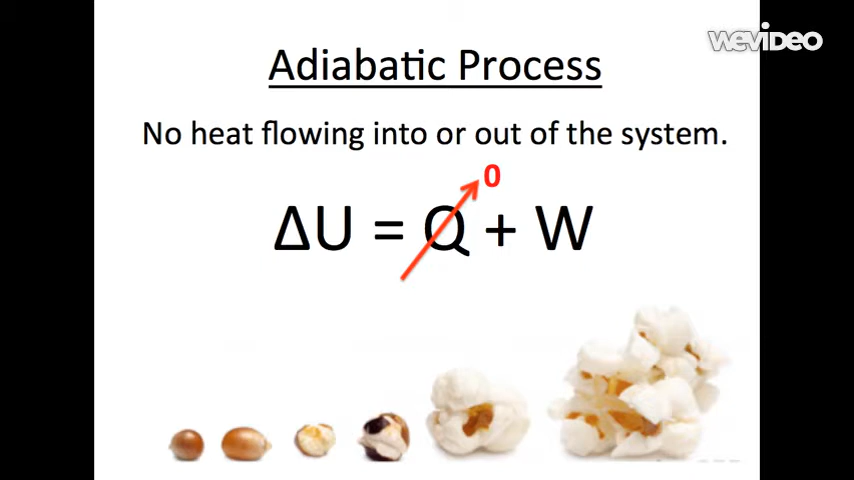 WEVIDEO
Adiabatic Process
No heat flowing into or out of the system.
0
ΔU = Q + W